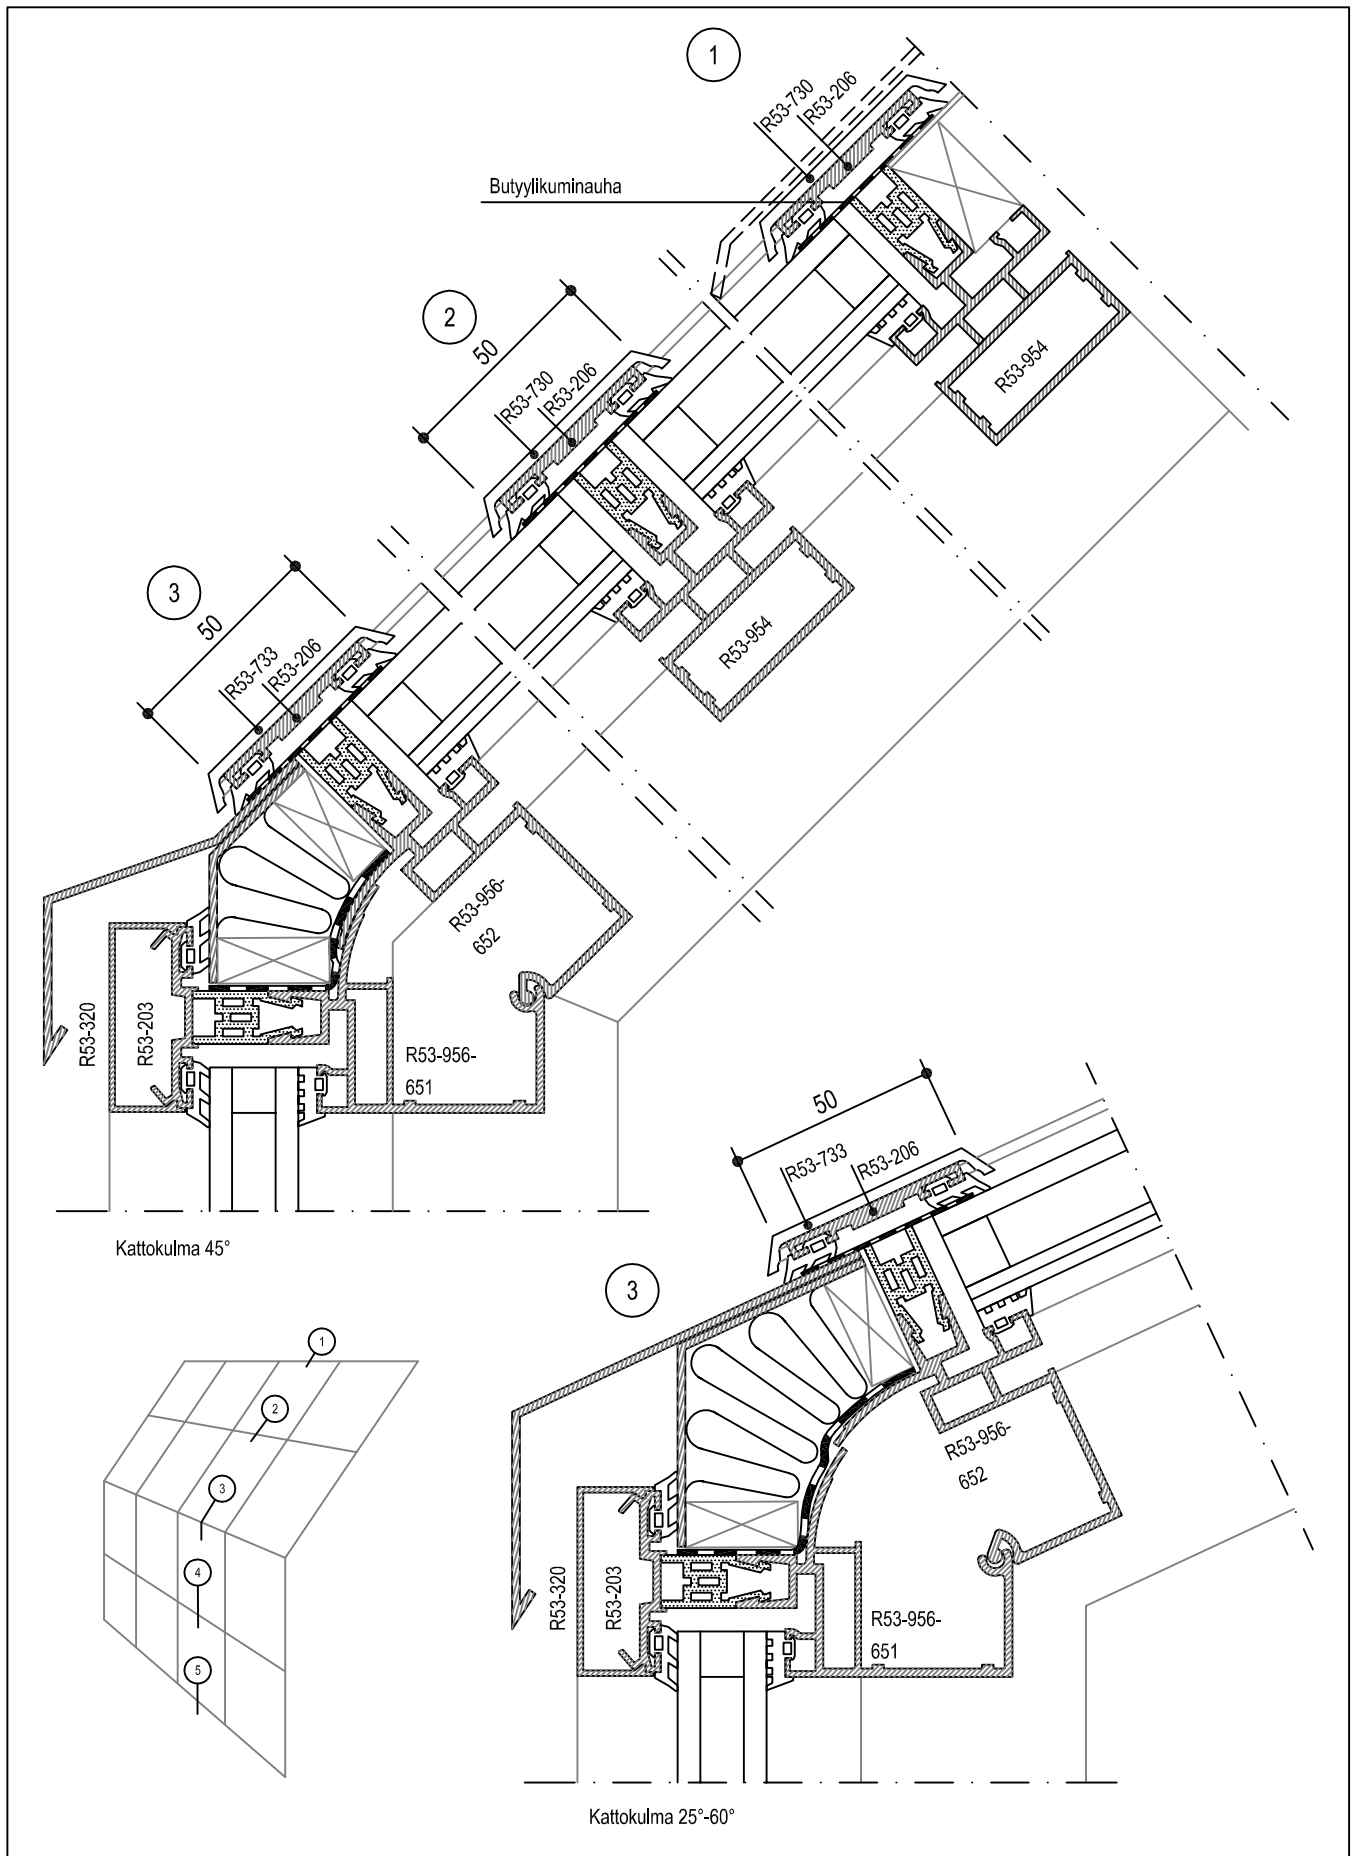 1
R53-730
R53-206
Butyylikuminauha
R53-954
2
50
R53-730
R53-206
R53-954
3
50
R53-733
R53-206
R53-956-
652
R53-320
R53-203
R53-956-
651
Kattokulma 45°
50
R53-733
R53-206
3
R53-956-
652
R53-320
R53-203
R53-956-
651
Kattokulma 25°-60°
1
2
3
4
5